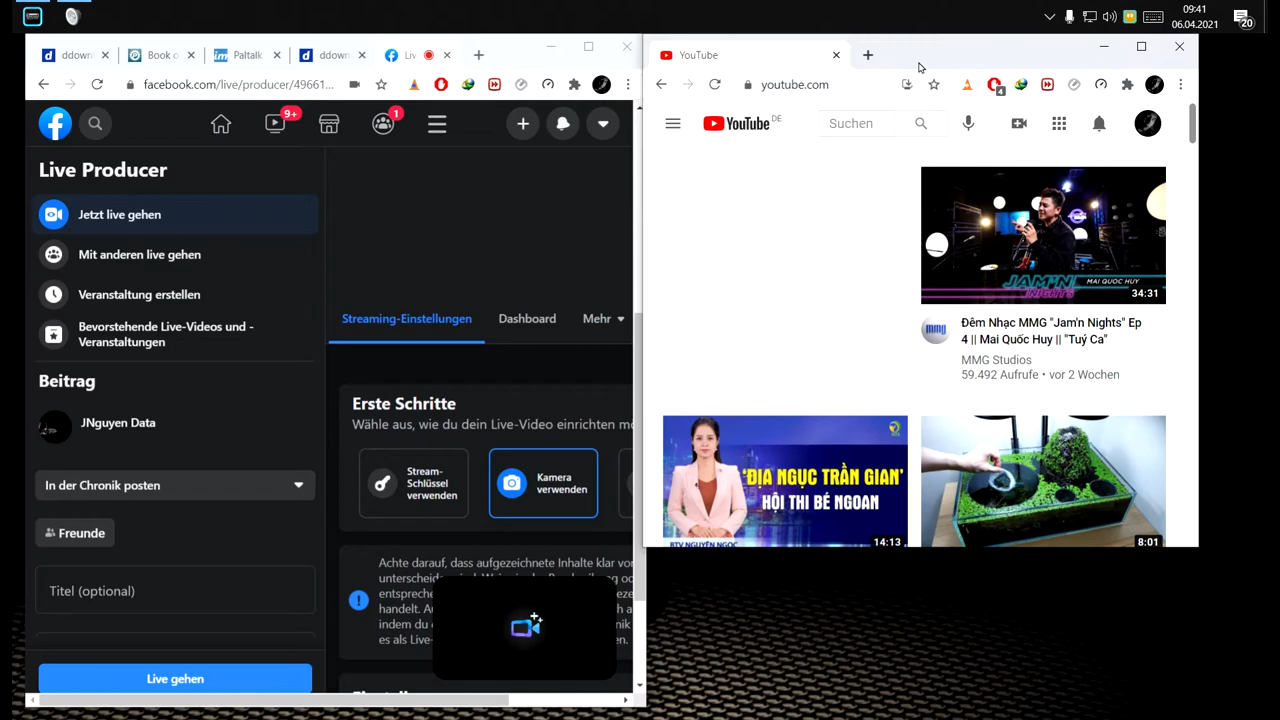 09:41
06.04.2021
20
ddown
Book o
Paltalk
ddown
Liv
facebook.com/live/producer/49661...
9+
1
Live Producer
Jetzt live gehen
Mit anderen live gehen
Veranstaltung erstellen
Bevorstehende Live-Videos und -
Veranstaltungen
Beitrag
JNguyen Data
In der Chronik posten
Freunde
Titel (optional)
Live gehen
Streaming-Einstellungen
Dashboard
Mehr
Erste Schritte
Wähle aus, wie du dein Live-Video einrichten
Stream-
Schlüssel
verwenden
Kamera
verwenden
Achte darauf, dass aufgezeichnete Inhalte klar
handelt.
indem du
es als Live-
YouTube
youtube.com
4
YouTube DE
Suchen
JAM'N
NIGHTS
MAI QUOC HUY
34:31
mmg
Đêm Nhạc MMG "Jam'n Nights" Ep
4 || Mai Quốc Huy || "Tuý Ca"
MMG Studios
59.492 Aufrufe • vor 2 Wochen
'ĐỊA NGỤC TRẦN GIAN'
HỘI THI BÉ NGOAN
BTV NGUYÊN NGỌC
14:13
8:01